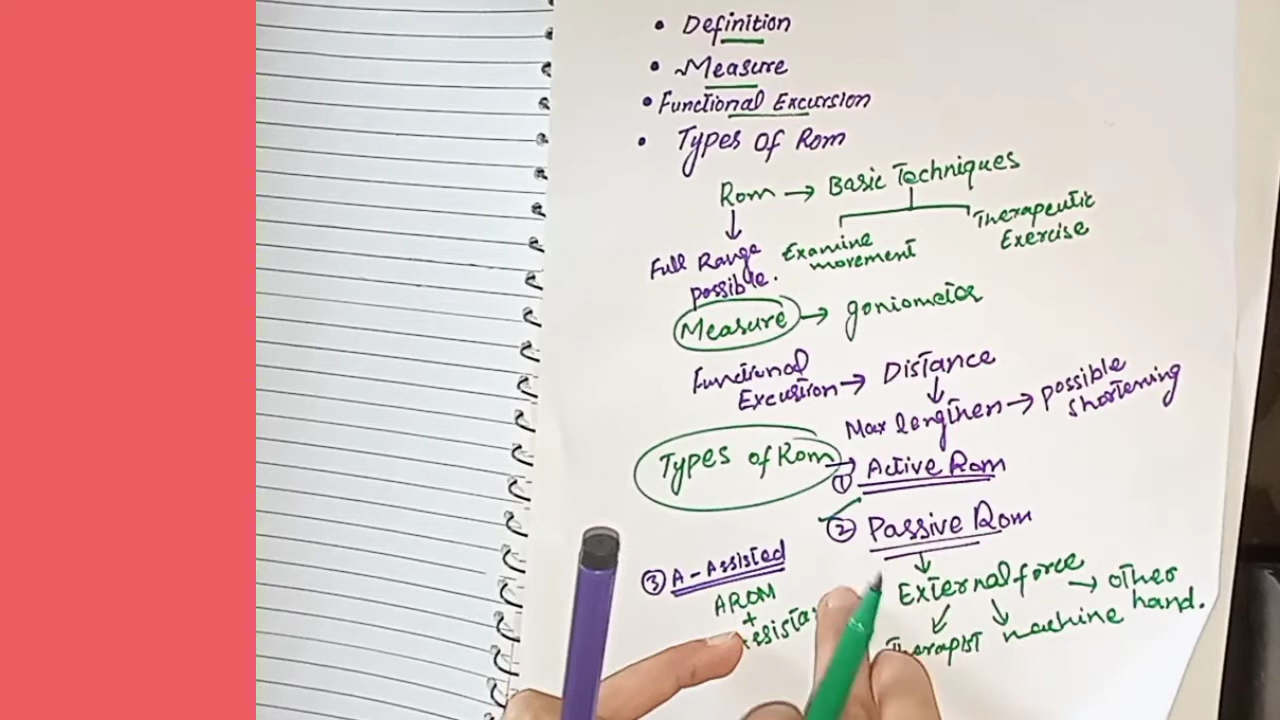 • Definition
• Measure
• Functional Excursion
• Types of Rom
Rom → Basic Techniques
Full Range possible.
Examine movement
Therapeutic Exercise
Measure → goniometer
Functional Excursion → Distance
Max lengthen → possible shortening
Types of Rom →
① Active Rom
② Passive Rom
External force → other hand.
Therapist machine
③ A-Assisted
AROM
+